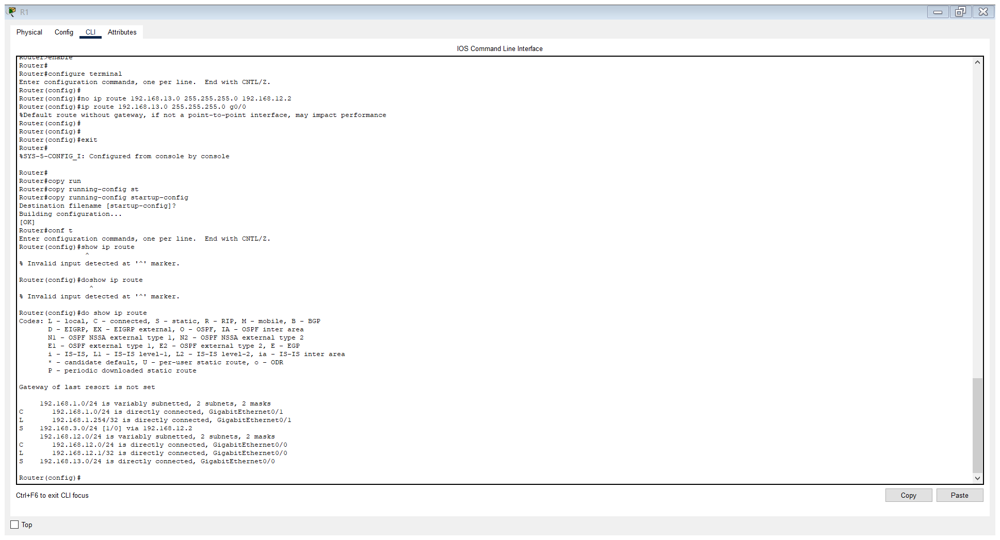 R1
Physical Config CLI Attributes
IOS Command Line Interface
Router>enable
Router#
Router#configure terminal
Enter configuration commands, one per line.  End with CNTL/Z.
Router(config)#
Router(config)#no ip route 192.168.13.0 255.255.255.0 192.168.12.2
Router(config)#ip route 192.168.13.0 255.255.255.0 g0/0
%Default route without gateway, if not a point-to-point interface, may impact performance
Router(config)#
Router(config)#
Router(config)#exit
Router#
%SYS-5-CONFIG_I: Configured from console by console
Router#
Router#copy run
Router#copy running-config st
Router#copy running-config startup-config
Destination filename [startup-config]?
Building configuration...
[OK]
Router#conf t
Enter configuration commands, one per line.  End with CNTL/Z.
Router(config)#show ip route
^
% Invalid input detected at '^' marker.
Router(config)#doshow ip route
^
% Invalid input detected at '^' marker.
Router(config)#do show ip route
Codes: L - local, C - connected, S - static, R - RIP, M - mobile, B - BGP
D - EIGRP, EX - EIGRP external, O - OSPF, IA - OSPF inter area
N1 - OSPF NSSA external type 1, N2 - OSPF NSSA external type 2
E1 - OSPF external type 1, E2 - OSPF external type 2, E - EGP
i - IS-IS, L1 - IS-IS level-1, L2 - IS-IS level-2, ia - IS-IS inter area
* - candidate default, U - per-user static route, o - ODR
P - periodic downloaded static route
Gateway of last resort is not set
192.168.1.0/24 is variably subnetted, 2 subnets, 2 masks
C 192.168.1.0/24 is directly connected, GigabitEthernet0/1
L 192.168.1.254/32 is directly connected, GigabitEthernet0/1
S 192.168.3.0/24 [1/0] via 192.168.12.2
192.168.12.0/24 is variably subnetted, 2 subnets, 2 masks
C 192.168.12.0/24 is directly connected, GigabitEthernet0/0
L 192.168.12.1/32 is directly connected, GigabitEthernet0/0
S 192.168.13.0/24 is directly connected, GigabitEthernet0/0
Router(config)#
Ctrl+F6 to exit CLI focus
Copy Paste
Top